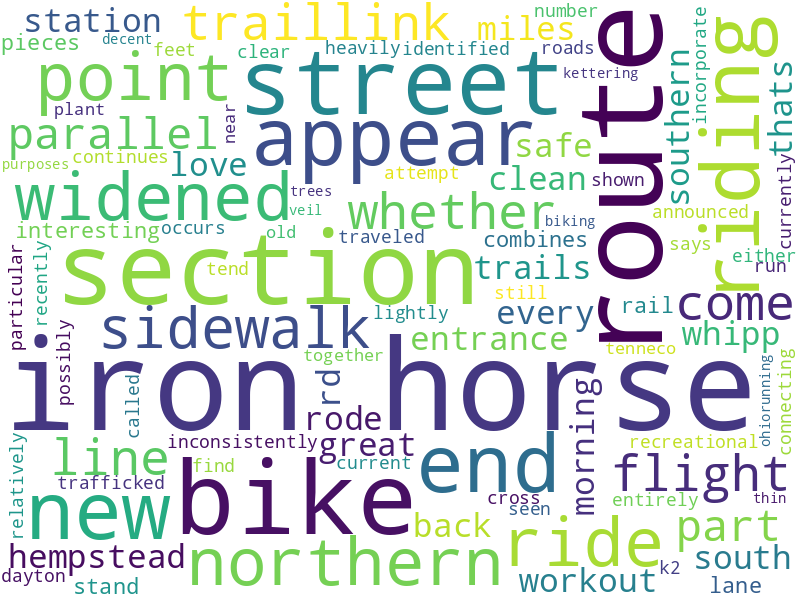 station traillink miles number
pieces decent feet clear heavily identified roads
point street kettering
plant appear route riding incorporate
parallel near safe southern thats
purposes continues love attempt clean shown
widened trees whether veil biking announced currently
interesting occurs old traveled combines says either
section tend trails still run
particular recently possibly sidewalk lightly every rail come
together entrance tenneco whipp
iron horse
called rd rode morning ohiorunning connecting
inconsistently great recreational
line find current end flight
relatively trafficked bike cross entirely thin
new seen back ride part
hempstead northern k2 south
dayton stand workout lane